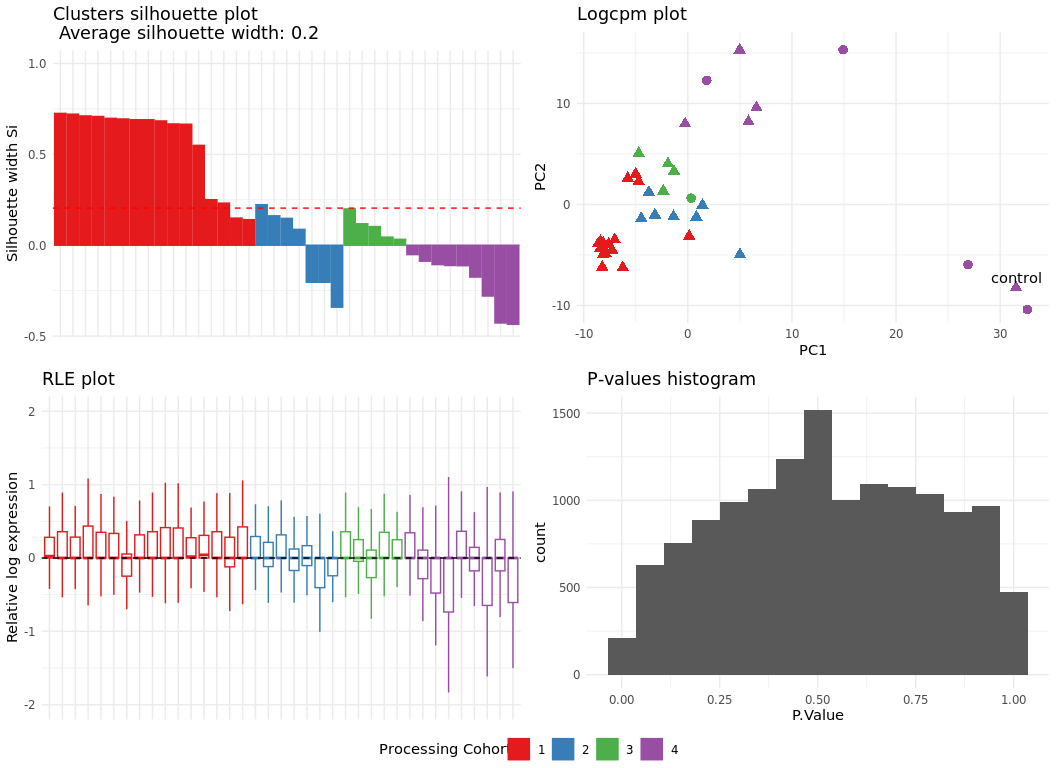 Clusters silhouette plot
Average silhouette width: 0.2
Silhouette width Si
1.0
0.5
0.0
-0.5
Logcpm plot
PC2
10
0
-10
control
-10
0
10
20
30
PC1
RLE plot
Relative log expression
2
1
0
-1
-2
P-values histogram
count
1500
1000
500
0
0.00
0.25
0.50
0.75
1.00
P.Value
Processing Cohort
1
2
3
4